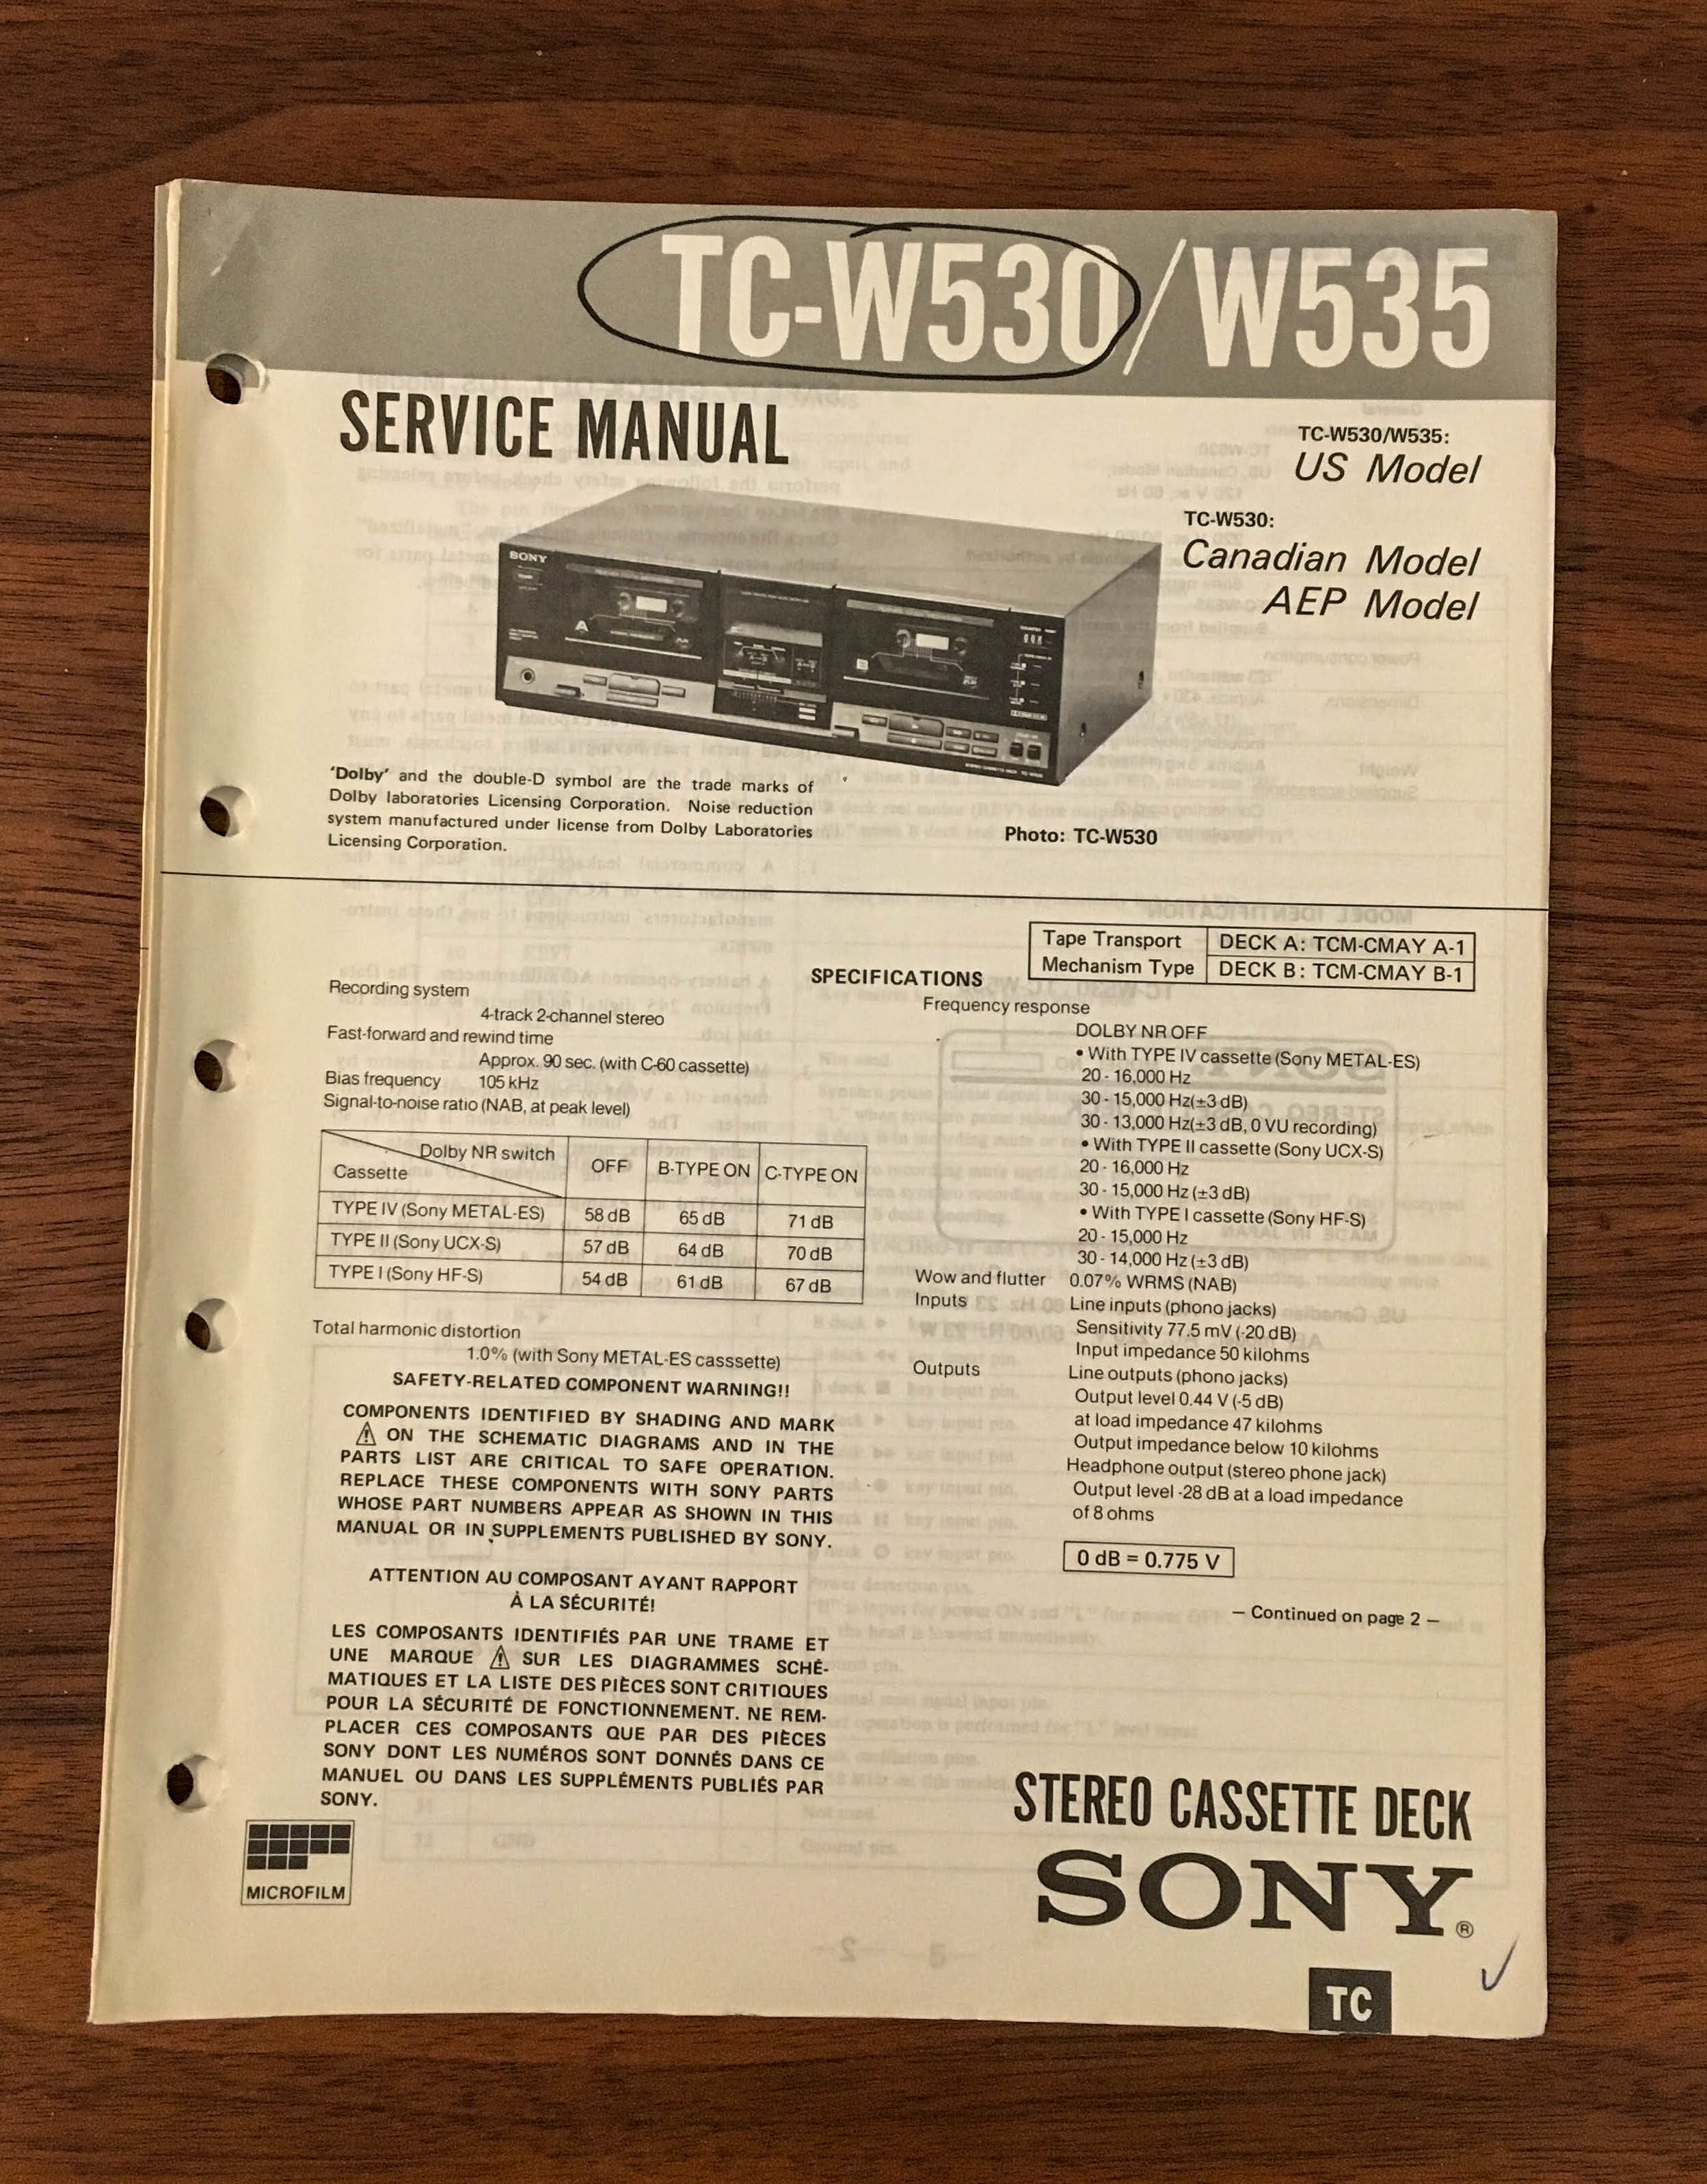 TC-W530/W535
SERVICE MANUAL
TC-W530/W535:
US Model
TC-W530:
Canadian Model
AEP Model
SONY
A
'Dolby' and the double-D symbol are the trade marks of
Dolby laboratories Licensing Corporation. Noise reduction
system manufactured under license from Dolby Laboratories
Licensing Corporation.
Photo: TC-W530
Tape Transport
Mechanism Type
DECK A: TCM-CMAY A-1
DECK B: TCM-CMAY B-1
SPECIFICATIONS
Recording system
4-track 2-channel stereo
Fast-forward and rewind time
Approx. 90 sec. (with C-60 cassette)
Bias frequency 105 kHz
Signal-to-noise ratio (NAB, at peak level)
Dolby NR switch
Cassette
OFF B-TYPE ON C-TYPE ON
TYPE IV (Sony METAL-ES) 58 dB 65 dB 71 dB
TYPE II (Sony UCX-S) 57 dB 64 dB 70 dB
TYPE I (Sony HF-S) 54 dB 61 dB 67 dB
Total harmonic distortion
1.0% (with Sony METAL-ES casssette)
SAFETY-RELATED COMPONENT WARNING!!
COMPONENTS IDENTIFIED BY SHADING AND MARK
⚠ ON THE SCHEMATIC DIAGRAMS AND IN THE
PARTS LIST ARE CRITICAL TO SAFE OPERATION.
REPLACE THESE COMPONENTS WITH SONY PARTS
WHOSE PART NUMBERS APPEAR AS SHOWN IN THIS
MANUAL OR IN SUPPLEMENTS PUBLISHED BY SONY.
ATTENTION AU COMPOSANT AYANT RAPPORT
À LA SÉCURITÉ!
LES COMPOSANTS IDENTIFIÉS PAR UNE TRAME ET
UNE MARQUE ⚠ SUR LES DIAGRAMMES SCHÉ-
MATIQUES ET LA LISTE DES PIÈCES SONT CRITIQUES
POUR LA SÉCURITÉ DE FONCTIONNEMENT. NE REM-
PLACER CES COMPOSANTS QUE PAR DES PIÈCES
SONY DONT LES NUMÉROS SONT DONNÉS DANS CE
MANUEL OU DANS LES SUPPLÉMENTS PUBLIÉS PAR
SONY.
MICROFILM
Frequency response
DOLBY NR OFF
• With TYPE IV cassette (Sony METAL-ES)
20 - 16,000 Hz
30 - 15,000 Hz(±3 dB)
30 - 13,000 Hz(±3 dB, 0 VU recording)
• With TYPE II cassette (Sony UCX-S)
20 - 16,000 Hz
30 - 15,000 Hz (±3 dB)
• With TYPE I cassette (Sony HF-S)
20 - 15,000 Hz
30 - 14,000 Hz (±3 dB)
Wow and flutter 0.07% WRMS (NAB)
Inputs Line inputs (phono jacks)
Sensitivity 77.5 mV (-20 dB)
Input impedance 50 kilohms
Outputs Line outputs (phono jacks)
Output level 0.44 V (-5 dB)
at load impedance 47 kilohms
Output impedance below 10 kilohms
Headphone output (stereo phone jack)
Output level -28 dB at a load impedance
of 8 ohms
0 dB = 0.775 V
— Continued on page 2 —
STEREO CASSETTE DECK
SONY®
TC